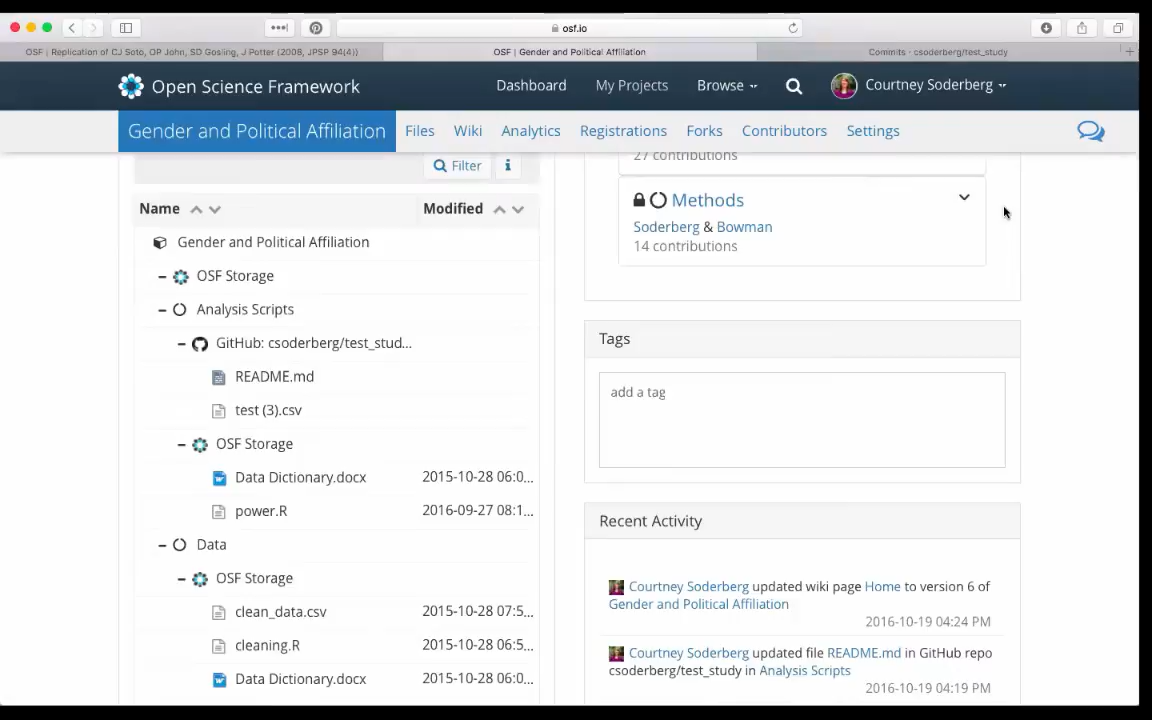 osf.io
OSF | Replication of CJ Soto, OP John, SD Gosling, J Potter (2008, JPSP 94(4))
OSF | Gender and Political Affiliation
Commits · csoderberg/test_study
Open Science Framework
Dashboard
My Projects
Browse
Courtney Soderberg
Gender and Political Affiliation
Files
Wiki
Analytics
Registrations
Forks
Contributors
Settings
Filter
Name
Modified
Gender and Political Affiliation
OSF Storage
Analysis Scripts
GitHub: csoderberg/test_stud...
README.md
test (3).csv
OSF Storage
Data Dictionary.docx 2015-10-28 06:0...
power.R 2016-09-27 08:1...
Data
OSF Storage
clean_data.csv 2015-10-28 07:5...
cleaning.R 2015-10-28 06:5...
Data Dictionary.docx 2015-10-28 06:0...
27 contributions
Methods
Soderberg & Bowman
14 contributions
Tags
add a tag
Recent Activity
Courtney Soderberg updated wiki page Home to version 6 of
Gender and Political Affiliation
2016-10-19 04:24 PM
Courtney Soderberg updated file README.md in GitHub repo
csoderberg/test_study in Analysis Scripts
2016-10-19 04:19 PM